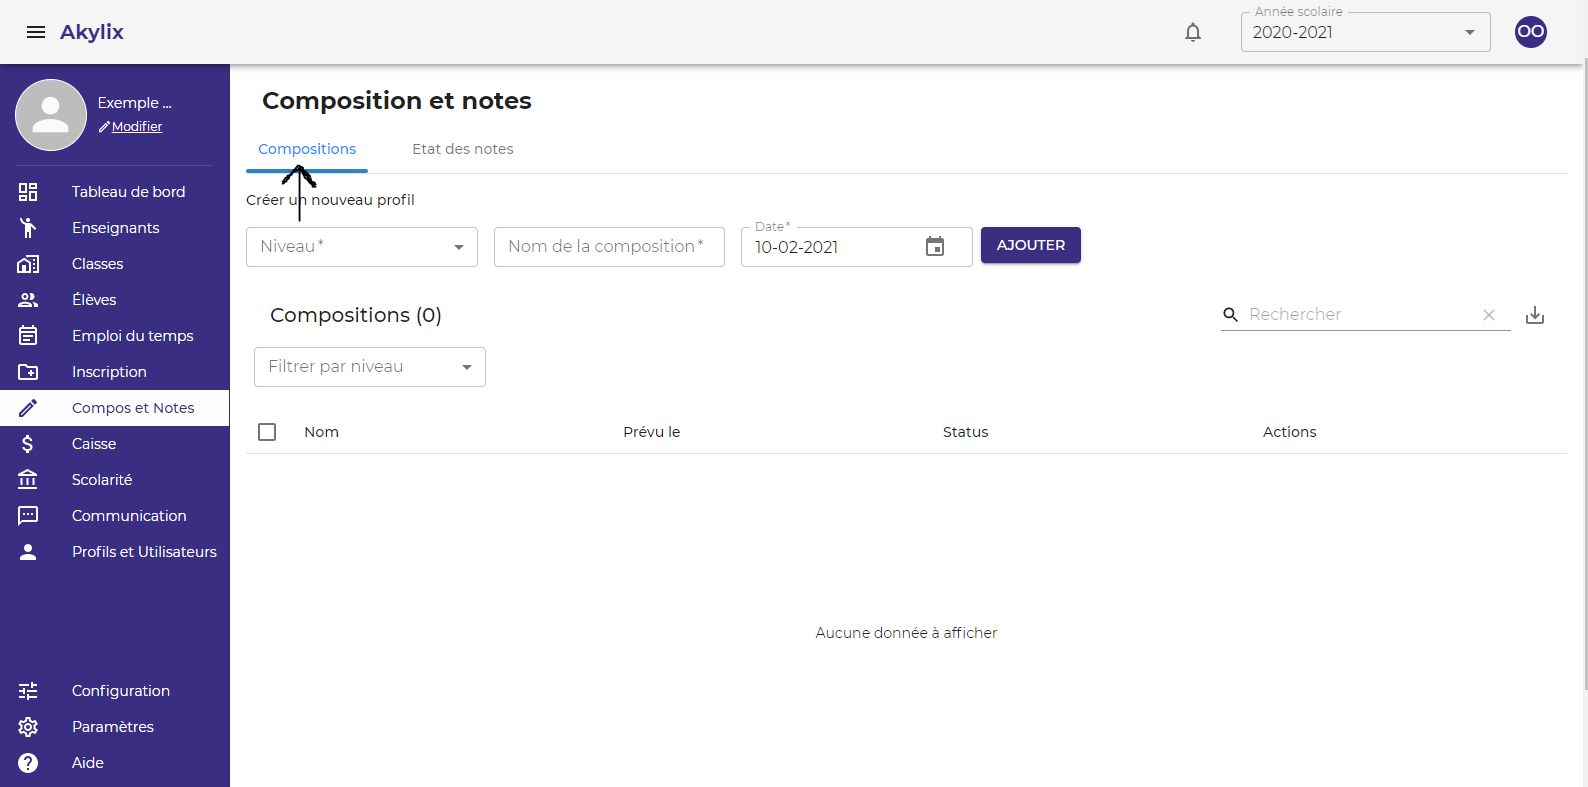 Akylix
Année scolaire
2020-2021
OO
Exemple ...
Modifier
Tableau de bord
Enseignants
Classes
Élèves
Emploi du temps
Inscription
Compos et Notes
Caisse
Scolarité
Communication
Profils et Utilisateurs
Configuration
Paramètres
Aide
Composition et notes
Compositions
Etat des notes
Créer un nouveau profil
Niveau*
Nom de la composition*
Date*
10-02-2021
AJOUTER
Compositions (0)
Rechercher
Filtrer par niveau
Nom
Prévu le
Status
Actions
Aucune donnée à afficher